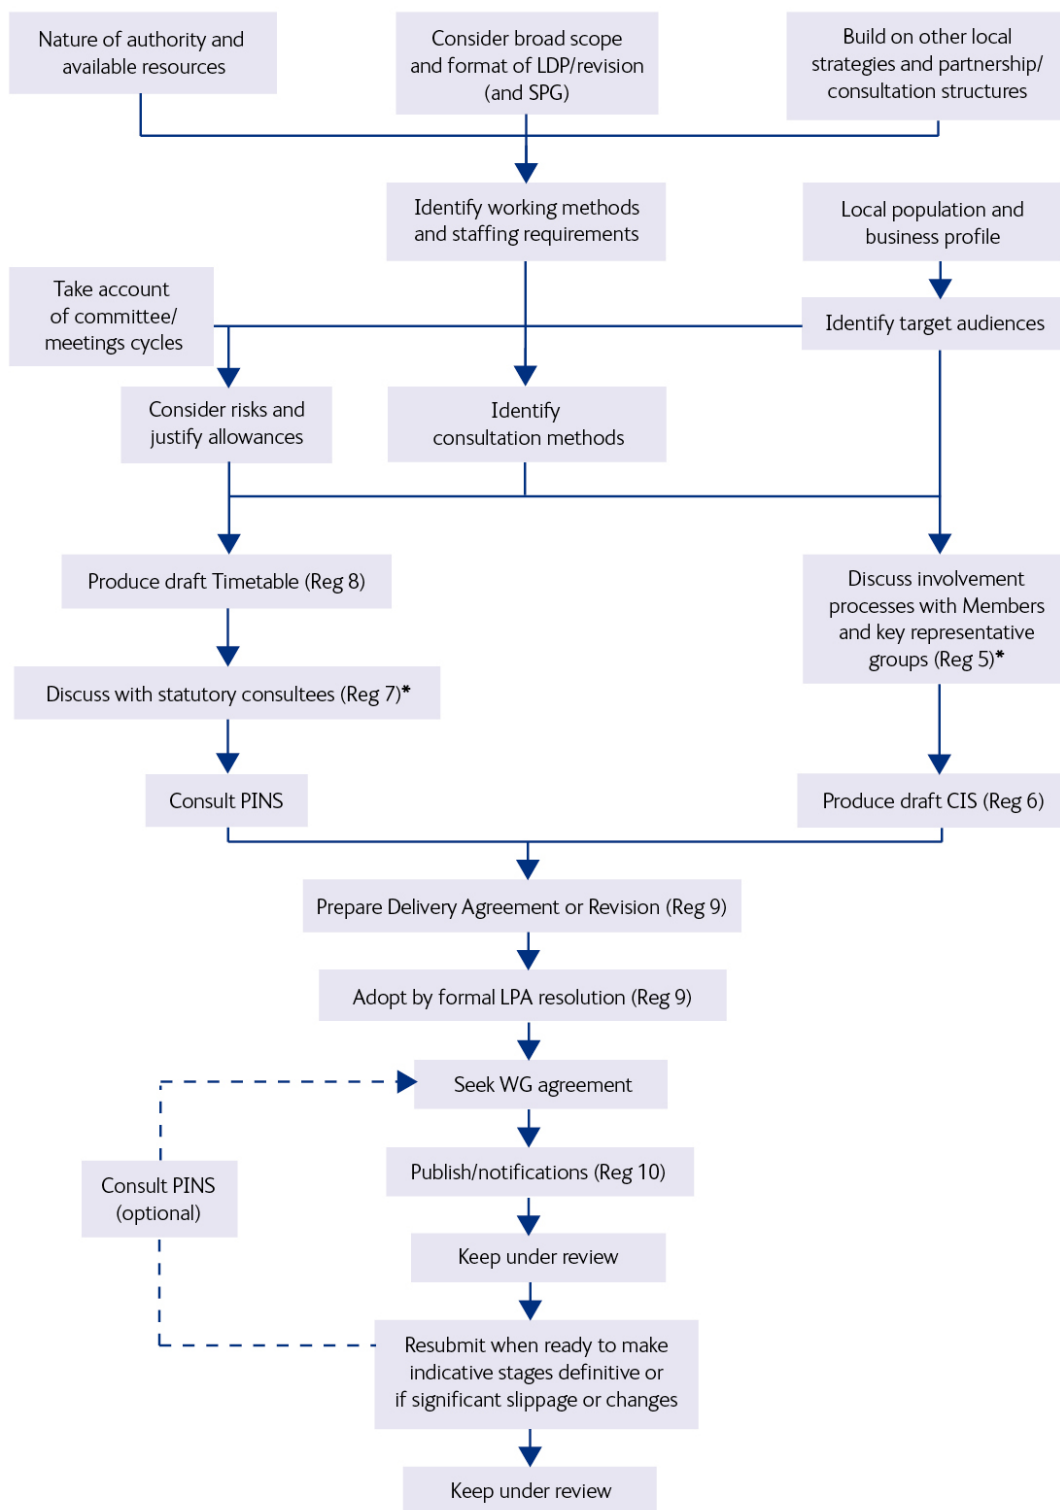 Nature of authority and
available resources
Consider broad scope
and format of LDP/revision
(and SPG)
Build on other local
strategies and partnership/
consultation structures
Identify working methods
and staffing requirements
Local population and
business profile
Take account
of committee/
meetings cycles
Identify target audiences
Consider risks and
justify allowances
Identify
consultation methods
Produce draft Timetable (Reg 8)
Discuss involvement
processes with Members
and key representative
groups (Reg 5)*
Discuss with statutory consultees (Reg 7)*
Consult PINS
Produce draft CIS (Reg 6)
Prepare Delivery Agreement or Revision (Reg 9)
Adopt by formal LPA resolution (Reg 9)
Seek WG agreement
Publish/notifications (Reg 10)
Consult PINS
(optional)
Keep under review
Resubmit when ready to make
indicative stages definitive or
if significant slippage or changes
Keep under review